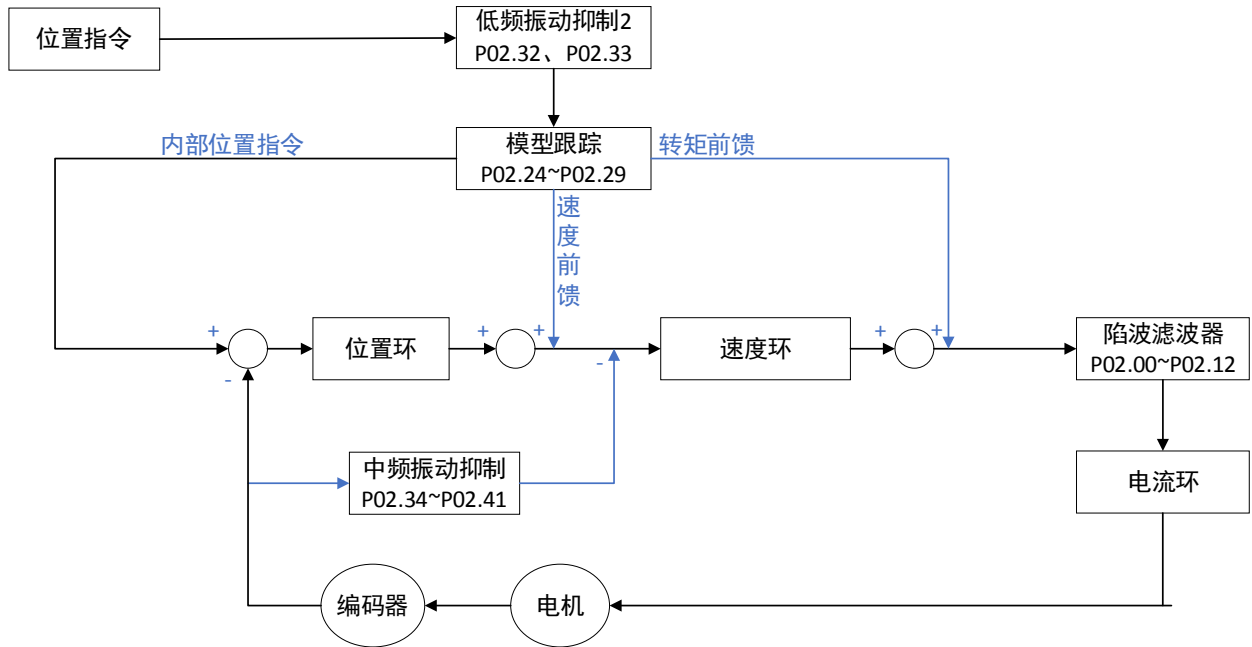 位置指令
低频振动抑制2
P02.32、P02.33
内部位置指令
模型跟踪
P02.24~P02.29
转矩前馈
速
度
前
馈
+
-
位置环
+
+
-
速度环
+
+
陷波滤波器
P02.00~P02.12
中频振动抑制
P02.34~P02.41
电流环
编码器
电机